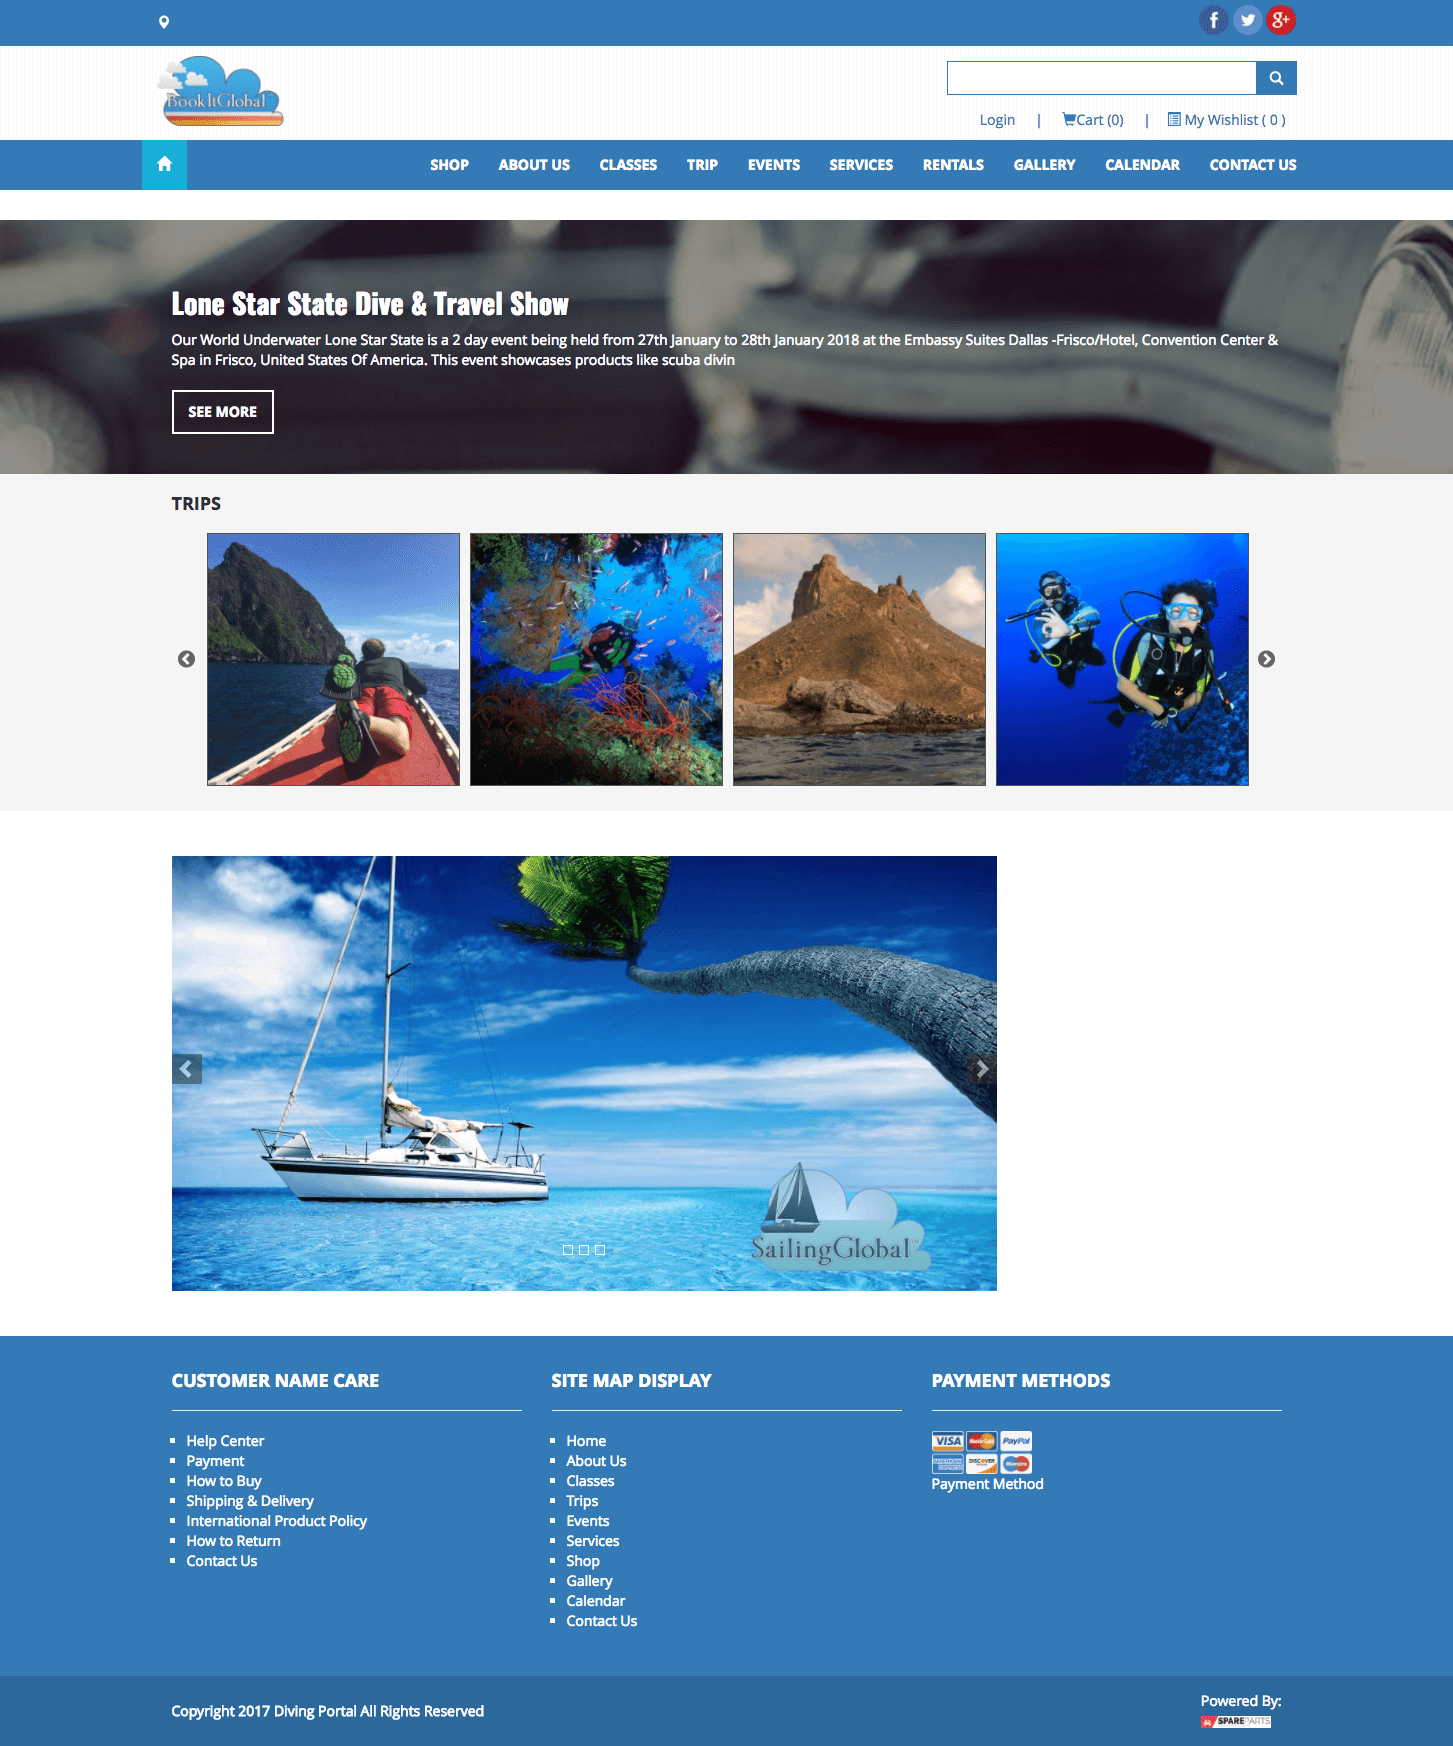 BookItGlobal
Login | Cart (0) | My Wishlist ( 0 )
SHOP ABOUT US CLASSES TRIP EVENTS SERVICES RENTALS GALLERY CALENDAR CONTACT US
Lone Star State Dive & Travel Show
Our World Underwater Lone Star State is a 2 day event being held from 27th January to 28th January 2018 at the Embassy Suites Dallas -Frisco/Hotel, Convention Center &
Spa in Frisco, United States Of America. This event showcases products like scuba divin
SEE MORE
TRIPS
SailingGlobal
CUSTOMER NAME CARE
Help Center
Payment
How to Buy
Shipping & Delivery
International Product Policy
How to Return
Contact Us
SITE MAP DISPLAY
Home
About Us
Classes
Trips
Events
Services
Shop
Gallery
Calendar
Contact Us
PAYMENT METHODS
VISA MasterCard PayPal
AMERICAN EXPRESS DISCOVER Maestro
Payment Method
Copyright 2017 Diving Portal All Rights Reserved
Powered By:
SPAREPARTS